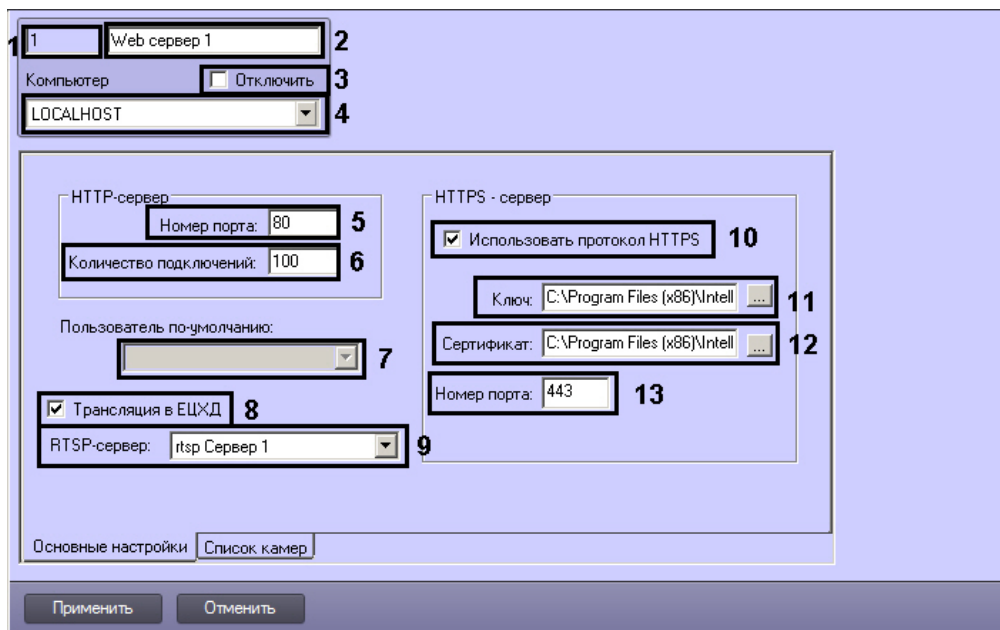 1 1 Web сервер 1 2
Компьютер Отключить 3
LOCALHOST 4
HTTP-сервер
Номер порта: 80 5
Количество подключений: 100 6
Пользователь по-умолчанию:
7
Трансляция в ЕЦХД 8
RTSP-сервер: rtsp Сервер 1 9
HTTPS - сервер
Использовать протокол HTTPS 10
Ключ: C:\Program Files (x86)\Intell ... 11
Сертификат: C:\Program Files (x86)\Intell ... 12
Номер порта: 443 13
Основные настройки Список камер
Применить Отменить